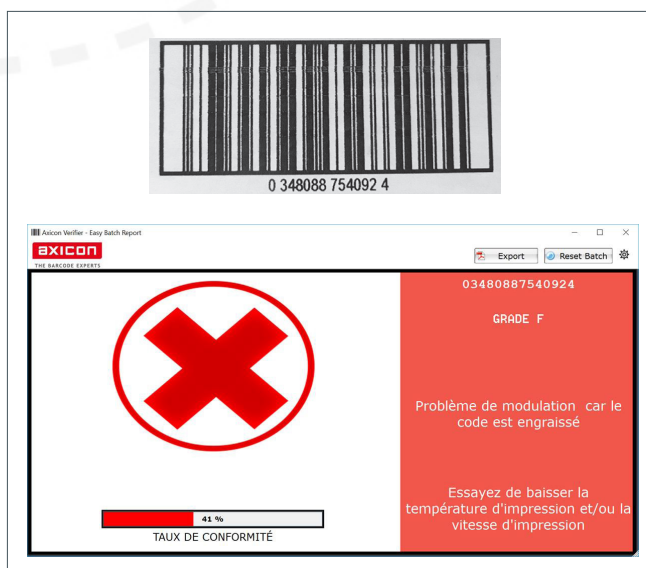 0 348088 754092 4
Axicon Verifier - Easy Batch Report
axicon
THE BARCODE EXPERTS
Export
Reset Batch
03480887540924
GRADE F
Problème de modulation car le
code est engraissé
Essayez de baisser la
température d'impression et/ou la
vitesse d'impression
41 %
TAUX DE CONFORMITÉ